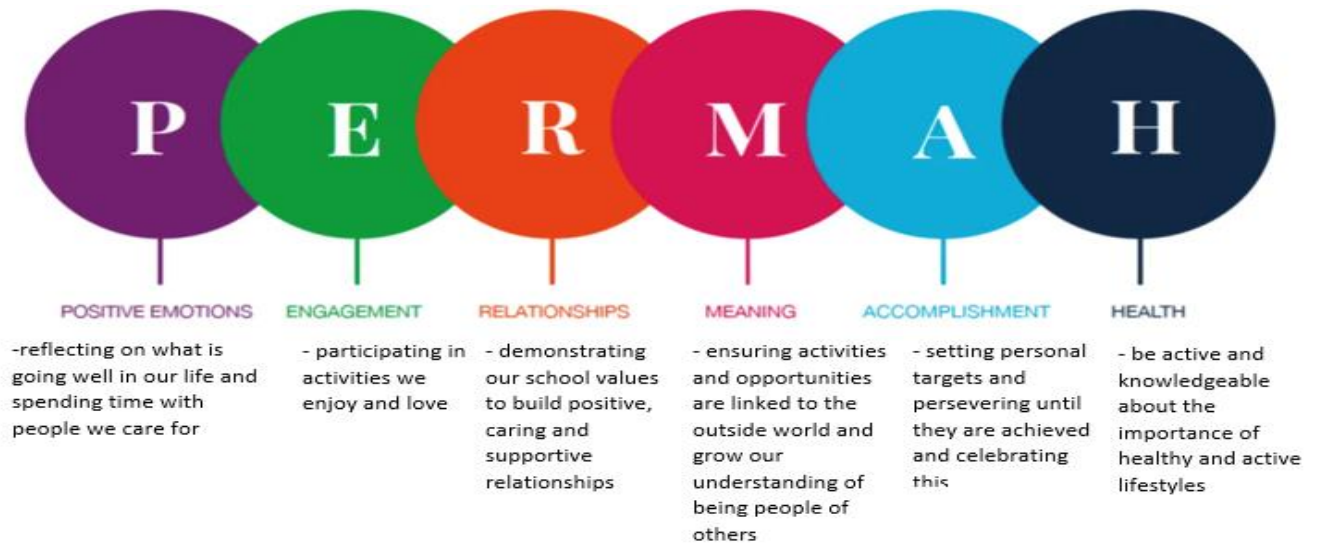 P E R M A H
POSITIVE EMOTIONS
-reflecting on what is
going well in our life and
spending time with
people we care for
ENGAGEMENT
- participating in
activities we
enjoy and love
RELATIONSHIPS
- demonstrating
our school values
to build positive,
caring and
supportive
relationships
MEANING
- ensuring activities
and opportunities
are linked to the
outside world and
grow our
understanding of
being people of
others
ACCOMPLISHMENT
- setting personal
targets and
persevering until
they are achieved
and celebrating
this
HEALTH
- be active and
knowledgeable
about the
importance of
healthy and active
lifestyles